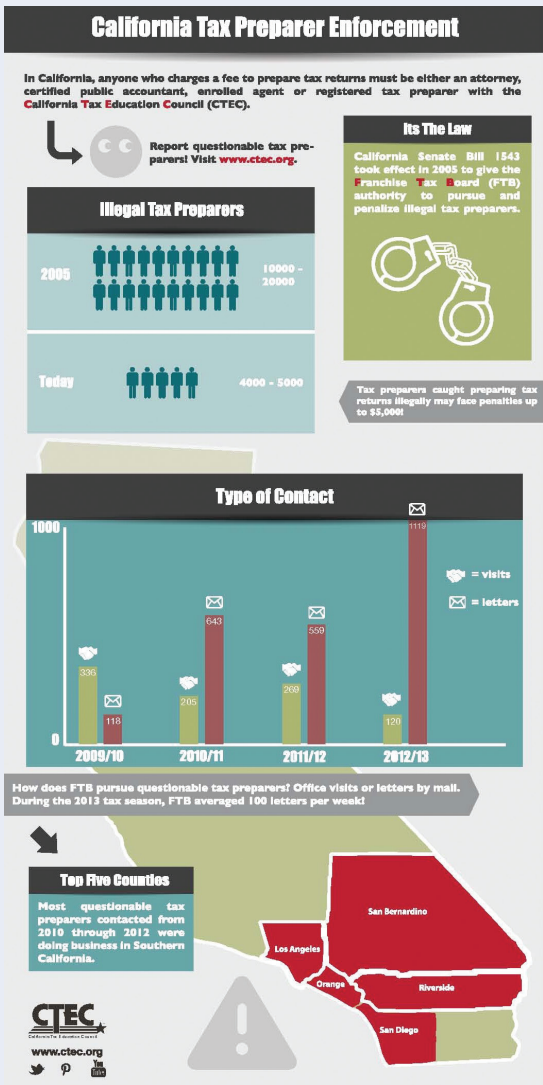 California Tax Preparer Enforcement
In California, anyone who charges a fee to prepare tax returns must be either an attorney,
certified public accountant, enrolled agent or registered tax preparer with the
California Tax Education Council (CTEC).
Report questionable tax pre-
parers! Visit www.ctec.org.
Its The Law
California Senate Bill 1543
took effect in 2005 to give the
Franchise Tax Board (FTB)
authority to pursue and
penalize illegal tax preparers.
Illegal Tax Preparers
2005
10000 -
20000
Today
4000 - 5000
Tax preparers caught preparing tax
returns illegally may face penalties up
to $5,000!
Type of Contact
1000
0
336
118
205
643
269
559
120
1119
= visits
= letters
2009/10
2010/11
2011/12
2012/13
How does FTB pursue questionable tax preparers? Office visits or letters by mail.
During the 2013 tax season, FTB averaged 100 letters per week!
Top Five Counties
Most questionable tax
preparers contacted from
2010 through 2012 were
doing business in Southern
California.
San Bernardino
Los Angeles
Orange
Riverside
San Diego
CTEC
California Tax Education Council
www.ctec.org
You
Tube